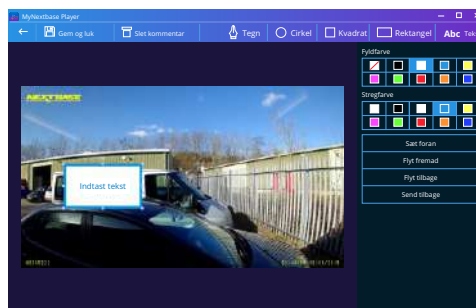 MyNextbase Player
Gem og luk
Slet kommentar
Tegn
Cirkel
Kvadrat
Rektangel
Abc
Fyldfarve
NEXTBASE
Stregfarve
Sæt foran
Flyt fremad
Flyt tilbage
Send tilbage
Indtast tekst